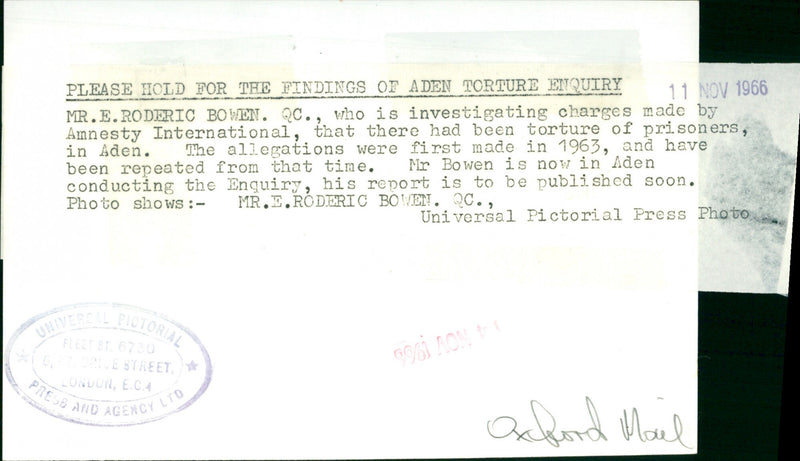 PLEASE HOLD FOR THE FINDINGS OF ADEN TORTURE ENQUIRY
11 NOV 1966
MR.E.RODERIC BOWEN. QC., who is investigating charges made by
Amnesty International, that there had been torture of prisoners,
in Aden. The allegations were first made in 1963, and have
been repeated from that time. Mr Bowen is now in Aden
conducting the Enquiry, his report is to be published soon.
Photo shows:- MR.E.RODERIC BOWEN. QC.,
Universal Pictorial Press Photo
UNIVERSAL PICTORIAL
FLEET ST. 6730
STREET,
LONDON, E.C.4
PRESS AND AGENCY LTD
NOV 1966
Oxford Mail